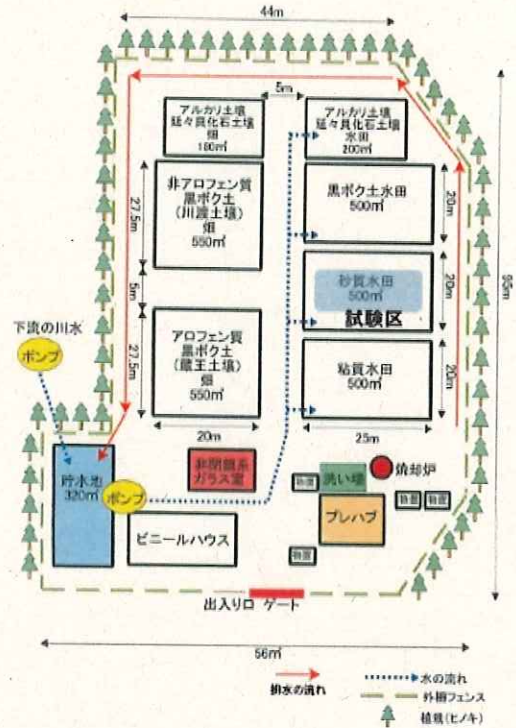 44m
5m
アルカリ土壌
延々貝化石土壌
畑
180㎡
アルカリ土壌
延々貝化石土壌
水田
200㎡
非アロフェン質
黒ボク土
(川渡土壌)
畑
550㎡
27.5m
黒ボク土水田
500㎡
20m
砂質水田
500㎡
試験区
20m
5m
95m
アロフェン質
黒ボク土
(蔵王土壌)
畑
550㎡
27.5m
粘質水田
500㎡
20m
20m
25m
下流の川水
ポンプ
貯水池
320㎡
ポンプ
非閉鎖系
ガラス室
ビニールハウス
物置
洗い場
焼却炉
プレハブ
物置
物置
物置
出入り口 ゲート
56m
排水の流れ
水の流れ
外柵フェンス
植栽(ヒノキ)